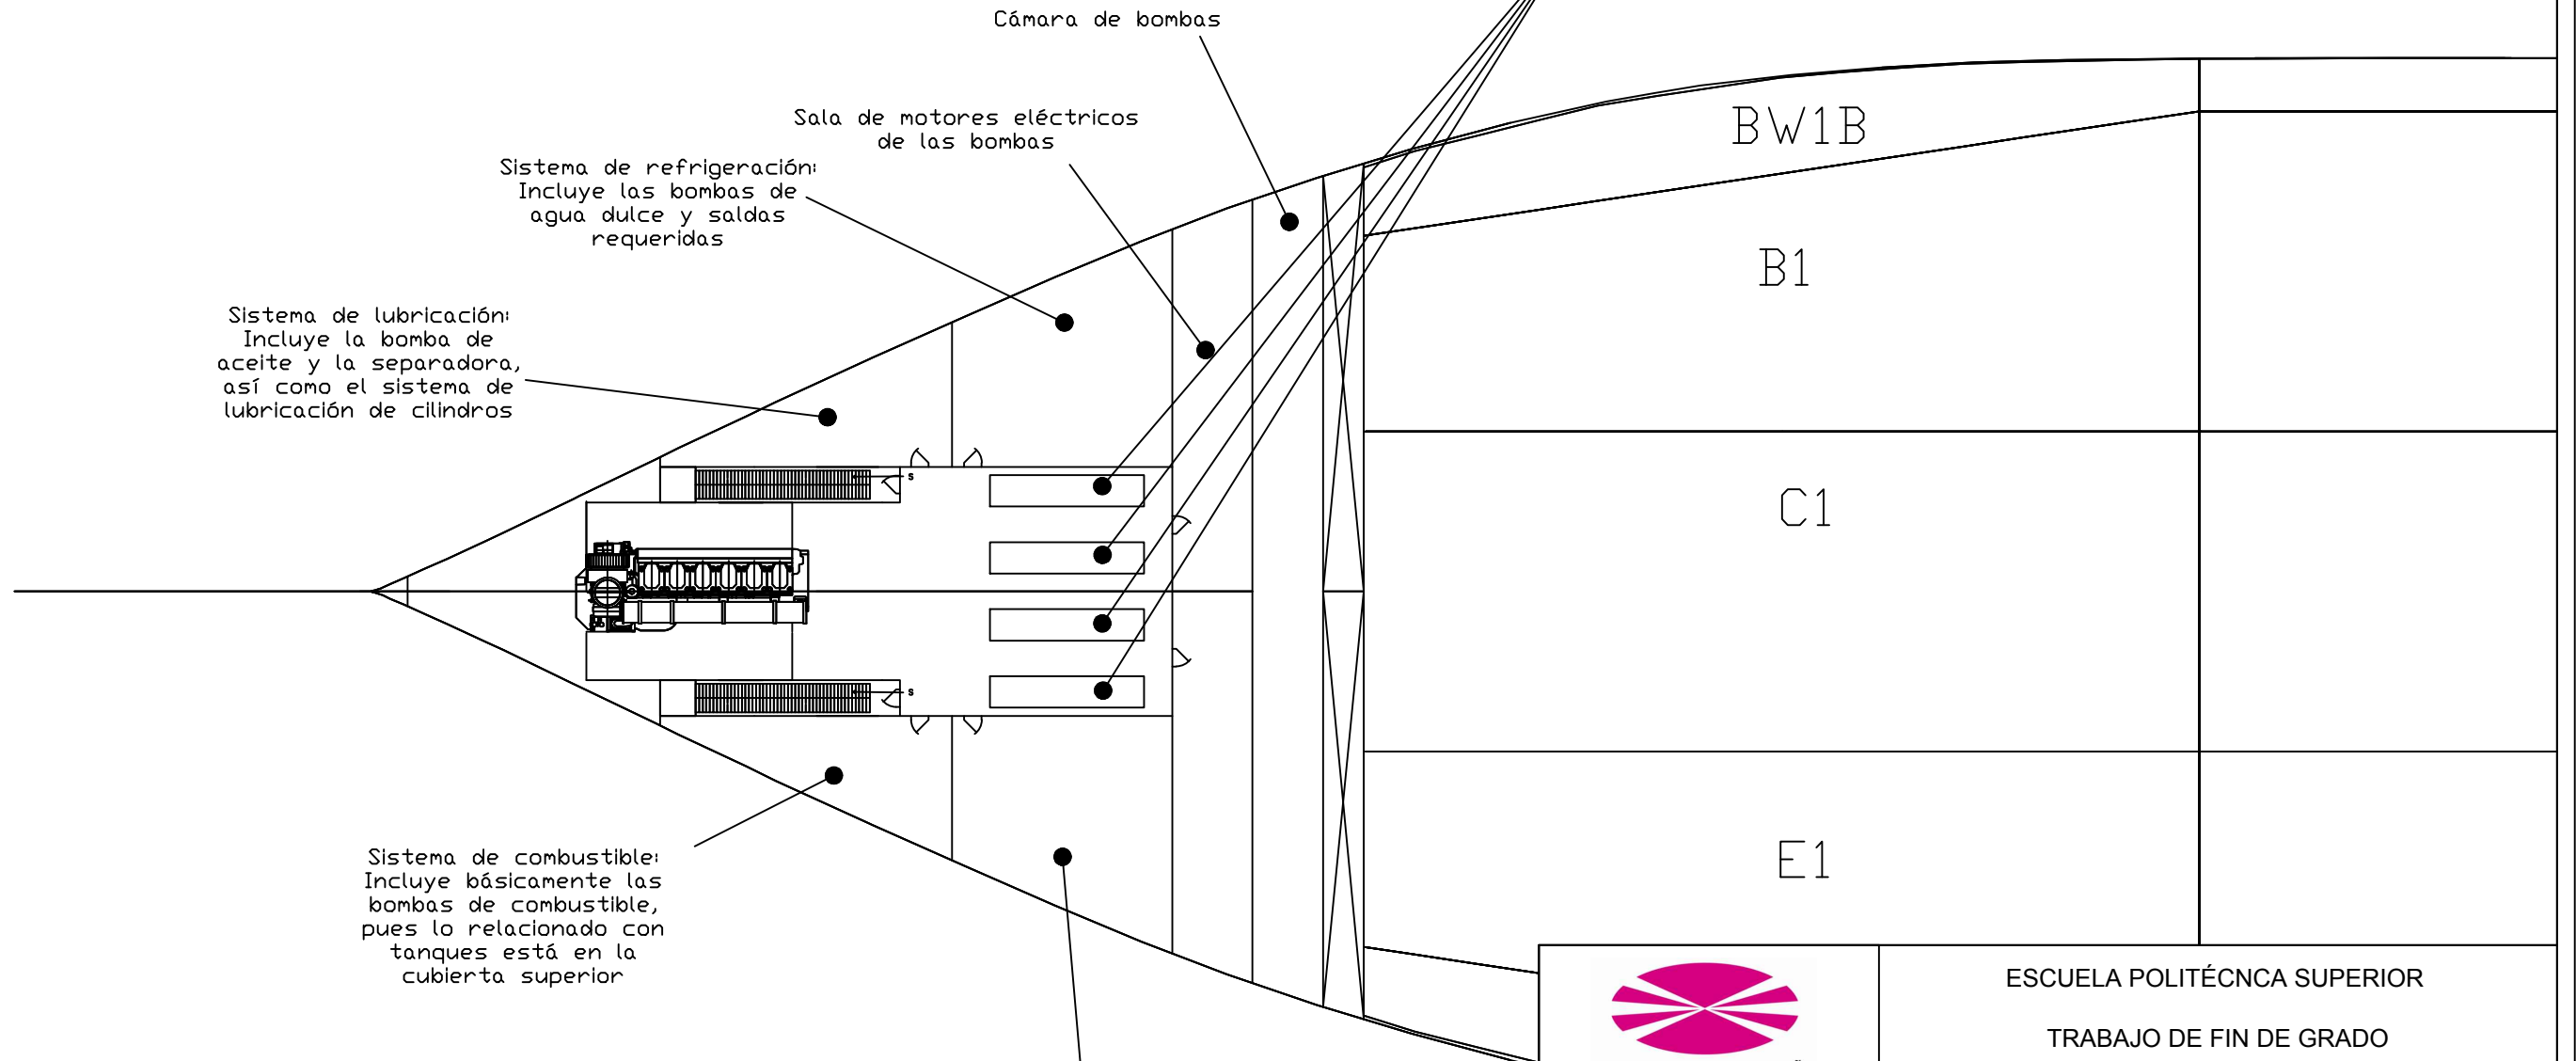 Cámara de bombas
Sala de motores eléctricos
de las bombas
Sistema de refrigeración:
Incluye las bombas de
agua dulce y saldas
requeridas
Sistema de lubricación:
Incluye la bomba de
aceite y la separadora,
así como el sistema de
lubricación de cilindros
BW1B
B1
C1
E1
s
s
Sistema de combustible:
Incluye básicamente las
bombas de combustible,
pues lo relacionado con
tanques está en la
cubierta superior
ESCUELA POLITÉCNCA SUPERIOR
TRABAJO DE FIN DE GRADO